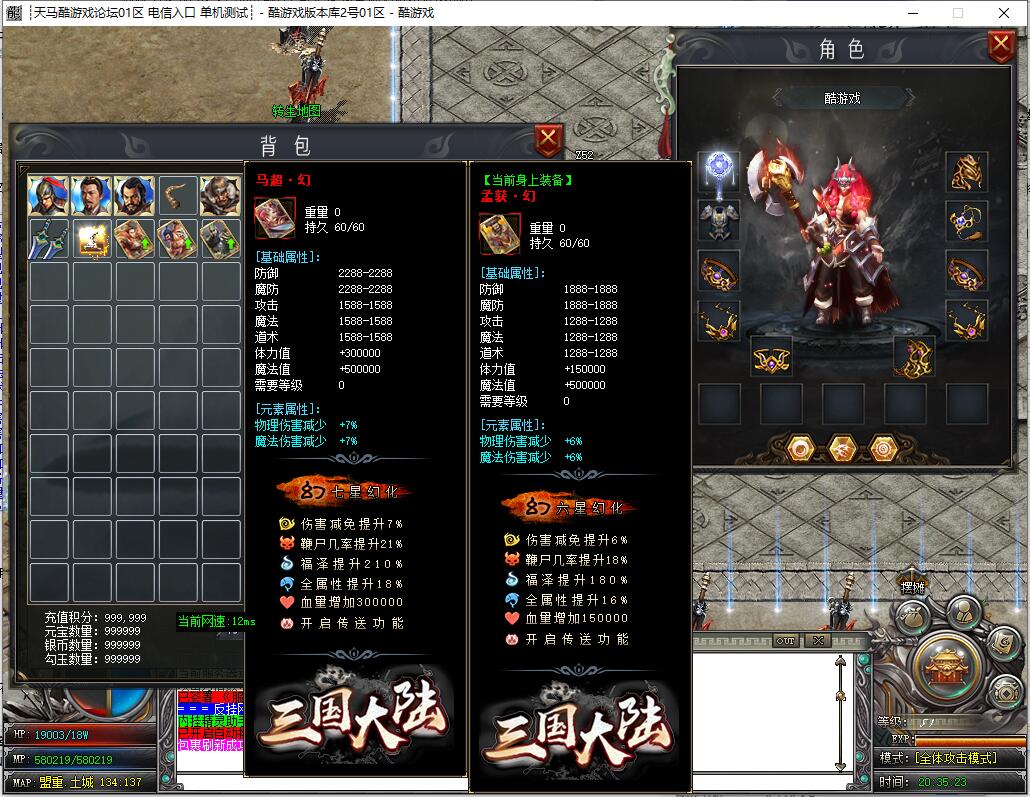 天马酷游戏论坛01区 电信入口 单机测试 - 酷游戏版本库2号01区 - 酷游戏
转生地图
角色
酷游戏
背包
252
马超·幻
重量 0
持久 60/60
[基础属性]:
防御 2288-2288
魔防 2288-2288
攻击 1588-1588
魔法 1588-1588
道术 1588-1588
体力值 +300000
魔法值 +500000
需要等级 0
[元素属性]:
物理伤害减少 +7%
魔法伤害减少 +7%
幻 七星幻化
伤害减免提升7%
鞭尸几率提升21%
福泽提升210%
全属性提升18%
血量增加300000
开启传送功能
三国大陆
【当前身上装备】
孟获·幻
重量 0
持久 60/60
[基础属性]:
防御 1888-1888
魔防 1888-1888
攻击 1288-1288
魔法 1288-1288
道术 1288-1288
体力值 +150000
魔法值 +500000
需要等级 0
[元素属性]:
物理伤害减少 +6%
魔法伤害减少 +6%
幻 六星幻化
伤害减免提升6%
鞭尸几率提升18%
福泽提升180%
全属性提升16%
血量增加150000
开启传送功能
三国大陆
充值积分: 999,999
元宝数量: 999999
银币数量: 999999
勾玉数量: 999999
当前网速:12ms
HP: 19003/18W
MP: 580219/580219
MAP: 盟重.土城 134:137
OUT
摆摊
等级:
EXP:
模式: [全体攻击模式]
时间: 20:35:23